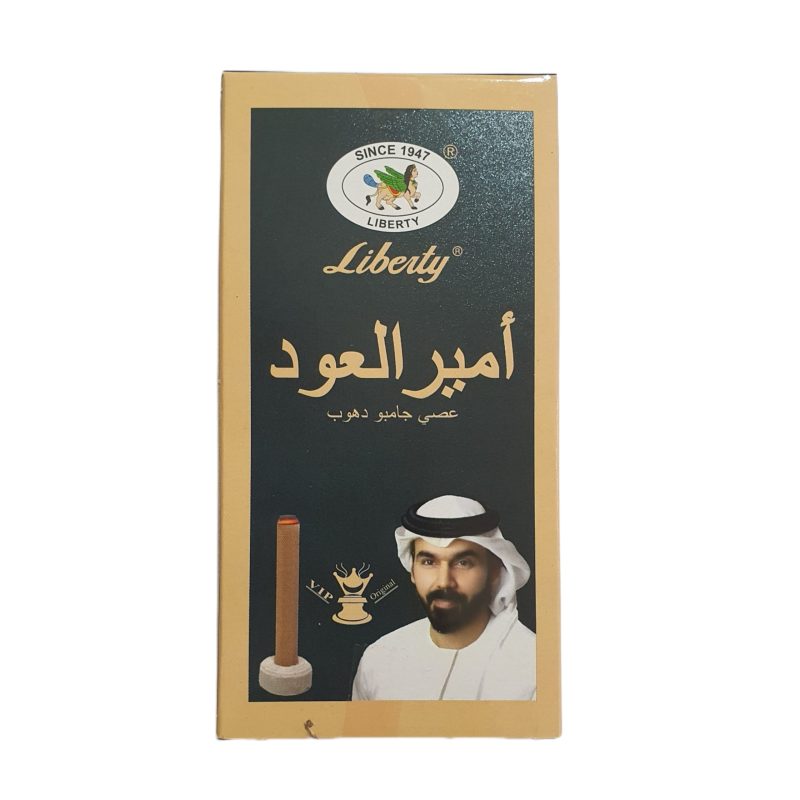 SINCE 1947
®
LIBERTY
Liberty®
أمير العود
عصي جامبو دهوب
VIP
Original